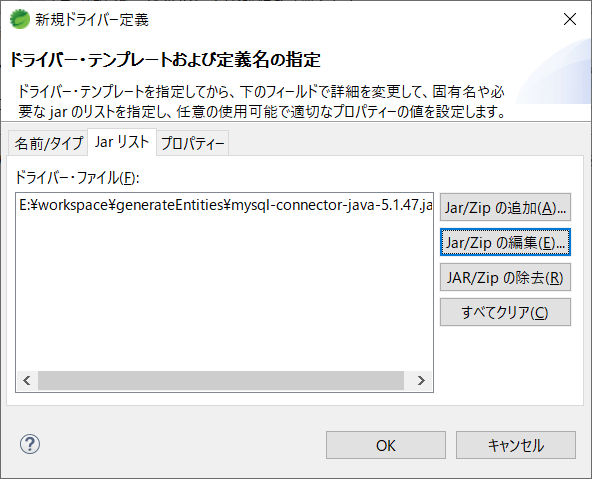 新規ドライバー定義
ドライバー・テンプレートおよび定義名の指定
ドライバー・テンプレートを指定してから、下のフィールドで詳細を変更して、固有名や必
要な jar のリストを指し、任意の使用可能で適切なプロパティーの値を設定します。
名前/タイプ Jar リスト プロパティー
ドライバー・ファイル(F):
E:¥workspace¥generateEntities¥mysql-connector-java-5.1.47.ja
Jar/Zip の追加(A)...
Jar/Zip の編集(E)...
JAR/Zip の除去(R)
すべてクリア(C)
?
OK キャンセル